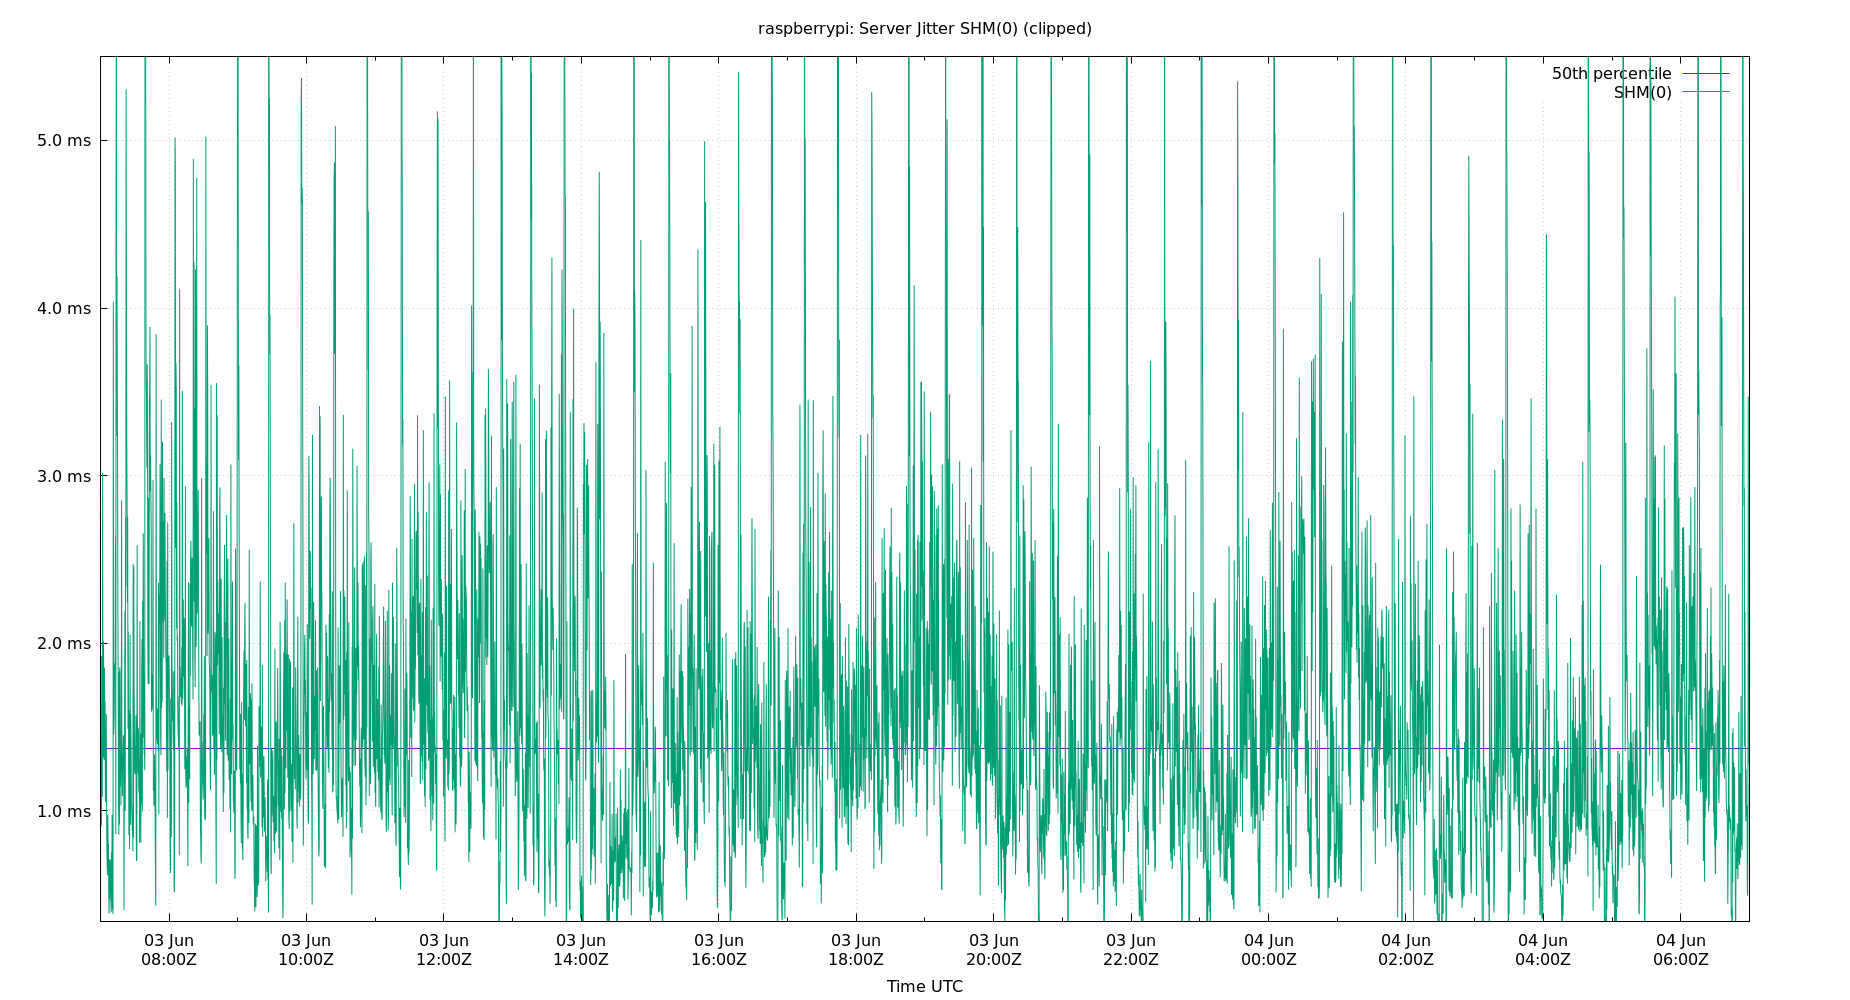 raspberrypi: Server Jitter SHM(0) (clipped)
50th percentile
SHM(0)
5.0 ms
4.0 ms
3.0 ms
2.0 ms
1.0 ms
03 Jun 03 Jun 03 Jun 03 Jun 03 Jun 03 Jun 03 Jun 03 Jun 04 Jun 04 Jun 04 Jun 04 Jun
08:00Z 10:00Z 12:00Z 14:00Z 16:00Z 18:00Z 20:00Z 22:00Z 00:00Z 02:00Z 04:00Z 06:00Z
Time UTC